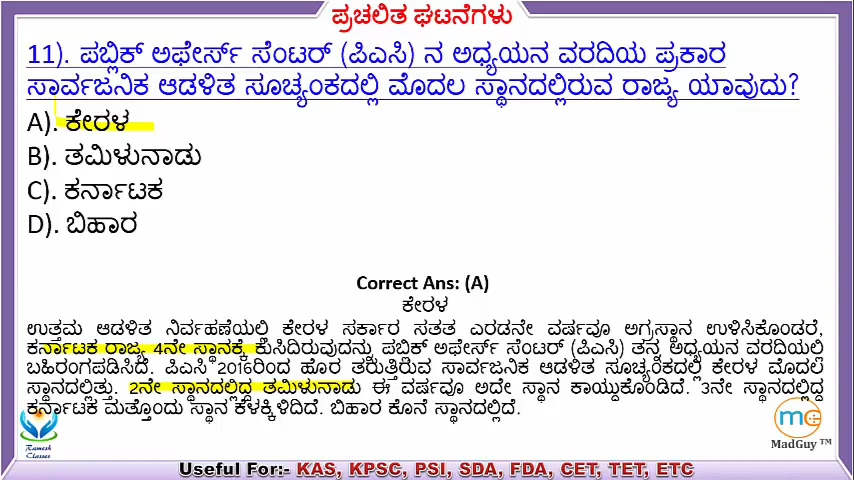 ಪ್ರಚಲಿತ ಘಟನೆಗಳು
11). ಪಬ್ಲಿಕ್ ಅಫೇರ್ಸ್ ಸೆಂಟರ್ (ಪಿಎಸಿ) ನ ಅಧ್ಯಯನ ವರದಿಯ ಪ್ರಕಾರ
ಸಾರ್ವಜನಿಕ ಆಡಳಿತ ಸೂಚ್ಯಂಕದಲ್ಲಿ ಮೊದಲ ಸ್ಥಾನದಲ್ಲಿರುವ ರಾಜ್ಯ ಯಾವುದು?
A). ಕೇರಳ
B). ತಮಿಳುನಾಡು
C). ಕರ್ನಾಟಕ
D). ಬಿಹಾರ
Correct Ans: (A)
ಕೇರಳ
ಉತ್ತಮ ಆಡಳಿತ ನಿರ್ವಹಣೆಯಲ್ಲಿ ಕೇರಳ ಸರ್ಕಾರ ಸತತ ಎರಡನೇ ವರ್ಷವೂ ಅಗ್ರಸ್ಥಾನ ಉಳಿಸಿಕೊಂಡರೆ,
ಕರ್ನಾಟಕ ರಾಜ್ಯ 4ನೇ ಸ್ಥಾನಕ್ಕೆ ಕುಸಿದಿರುವುದನ್ನು ಪಬ್ಲಿಕ್ ಅಫೇರ್ಸ್ ಸೆಂಟರ್ (ಪಿಎಸಿ) ತನ್ನ ಅಧ್ಯಯನ ವರದಿಯಲ್ಲಿ
ಬಹಿರಂಗಪಡಿಸಿದೆ. ಪಿಎಸಿ 2016ರಿಂದ ಹೊರ ತರುತ್ತಿರುವ ಸಾರ್ವಜನಿಕ ಆಡಳಿತ ಸೂಚ್ಯಂಕದಲ್ಲಿ ಕೇರಳ ಮೊದಲ
ಸ್ಥಾನದಲ್ಲಿತ್ತು. 2ನೇ ಸ್ಥಾನದಲ್ಲಿದ್ದ ತಮಿಳುನಾಡು ಈ ವರ್ಷವೂ ಅದೇ ಸ್ಥಾನ ಕಾಯ್ದುಕೊಂಡಿದೆ. 3ನೇ ಸ್ಥಾನದಲ್ಲಿದ್ದ
ಕರ್ನಾಟಕ ಮತ್ತೊಂದು ಸ್ಥಾನ ಕೆಳಕ್ಕಿಳಿದಿದೆ. ಬಿಹಾರ ಕೊನೆ ಸ್ಥಾನದಲ್ಲಿದೆ.
Ramesh
Classes
mG
MadGuy ™
Useful For:- KAS, KPSC, PSI, SDA, FDA, CET, TET, ETC